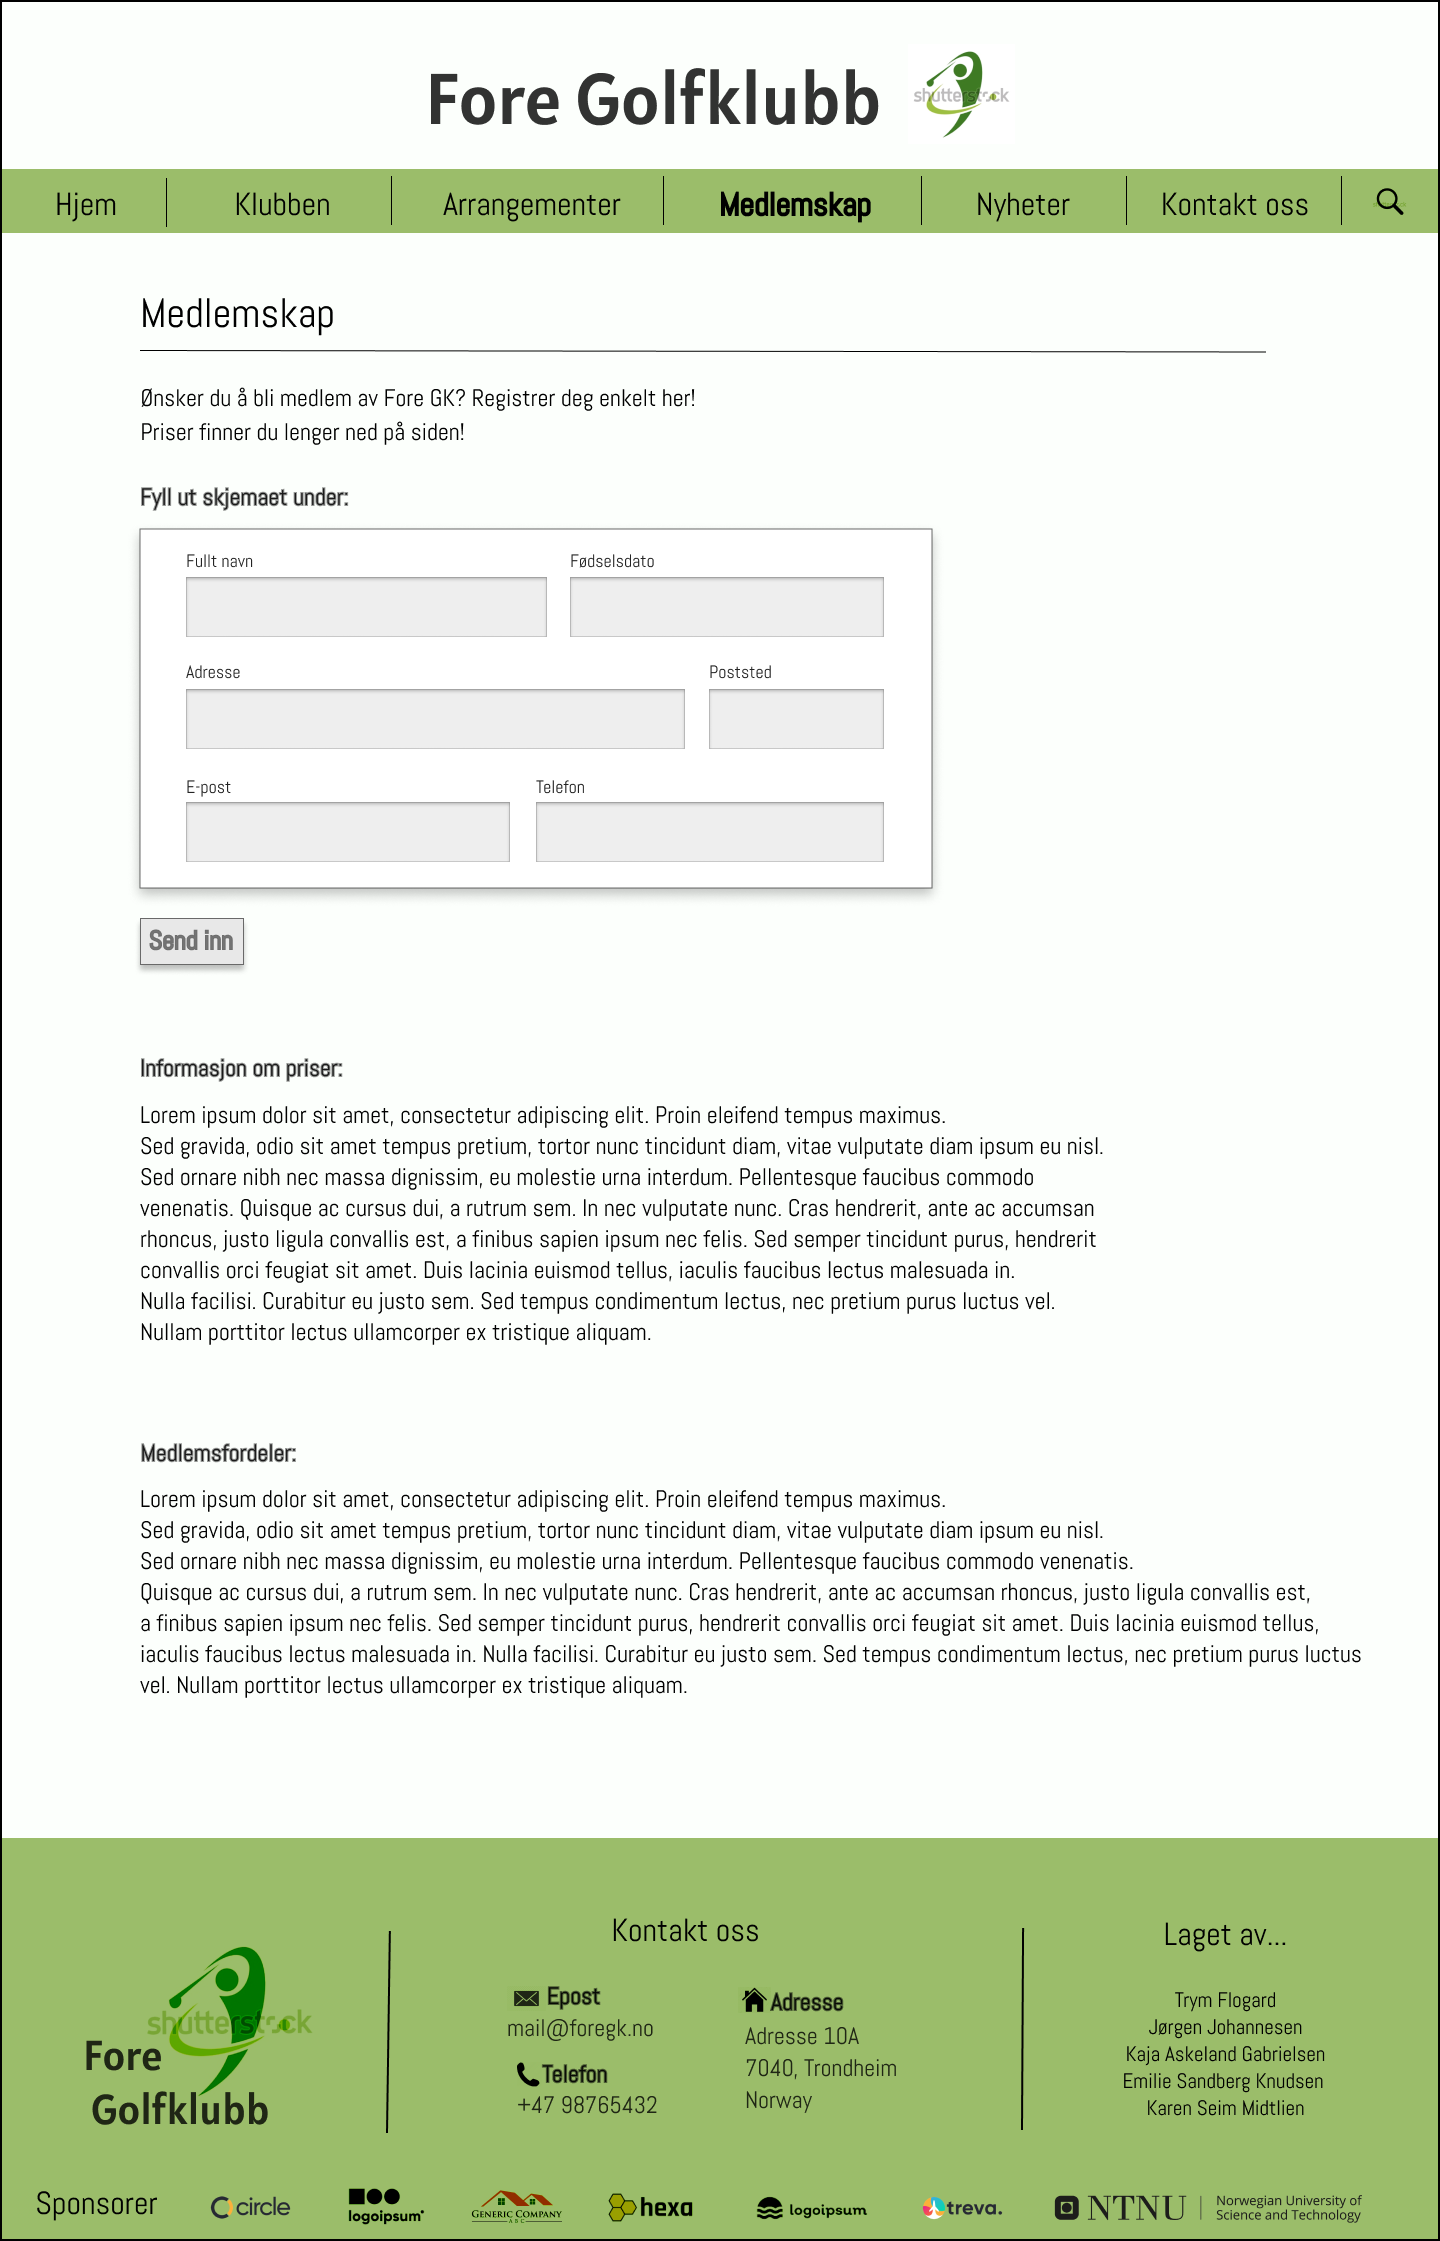 Fore Golfklubb
shutterstock
Hjem
Klubben
Arrangementer
Medlemskap
Nyheter
Kontakt oss
Medlemskap
Ønsker du å bli medlem av Fore GK? Registrer deg enkelt her!
Priser finner du lenger ned på siden!
Fyll ut skjemaet under:
Fullt navn
Fødselsdato
Adresse
Poststed
E-post
Telefon
Send inn
Informasjon om priser:
Lorem ipsum dolor sit amet, consectetur adipiscing elit. Proin eleifend tempus maximus.
Sed gravida, odio sit amet tempus pretium, tortor nunc tincidunt diam, vitae vulputate diam ipsum eu nisl.
Sed ornare nibh nec massa dignissim, eu molestie urna interdum. Pellentesque faucibus commodo
venenatis. Quisque ac cursus dui, a rutrum sem. In nec vulputate nunc. Cras hendrerit, ante ac accumsan
rhoncus, justo ligula convallis est, a finibus sapien ipsum nec felis. Sed semper tincidunt purus, hendrerit
convallis orci feugiat sit amet. Duis lacinia euismod tellus, iaculis faucibus lectus malesuada in.
Nulla facilisi. Curabitur eu justo sem. Sed tempus condimentum lectus, nec pretium purus luctus vel.
Nullam porttitor lectus ullamcorper ex tristique aliquam.
Medlemsfordeler:
Lorem ipsum dolor sit amet, consectetur adipiscing elit. Proin eleifend tempus maximus.
Sed gravida, odio sit amet tempus pretium, tortor nunc tincidunt diam, vitae vulputate diam ipsum eu nisl.
Sed ornare nibh nec massa dignissim, eu molestie urna interdum. Pellentesque faucibus commodo venenatis.
Quisque ac cursus dui, a rutrum sem. In nec vulputate nunc. Cras hendrerit, ante ac accumsan rhoncus, justo ligula convallis est,
a finibus sapien ipsum nec felis. Sed semper tincidunt purus, hendrerit convallis orci feugiat sit amet. Duis lacinia euismod tellus,
iaculis faucibus lectus malesuada in. Nulla facilisi. Curabitur eu justo sem. Sed tempus condimentum lectus, nec pretium purus luctus
vel. Nullam porttitor lectus ullamcorper ex tristique aliquam.
shutterstock
Fore
Golfklubb
Kontakt oss
Epost
mail@foregk.no
Telefon
+47 98765432
Adresse
Adresse 10A
7040, Trondheim
Norway
Laget av...
Trym Flogard
Jørgen Johannesen
Kaja Askeland Gabrielsen
Emilie Sandberg Knudsen
Karen Seim Midtlien
Sponsorer
circle
logoipsum
GENERIC COMPANY
ABC
hexa
logoipsum
treva.
NTNU
Norwegian University of
Science and Technology